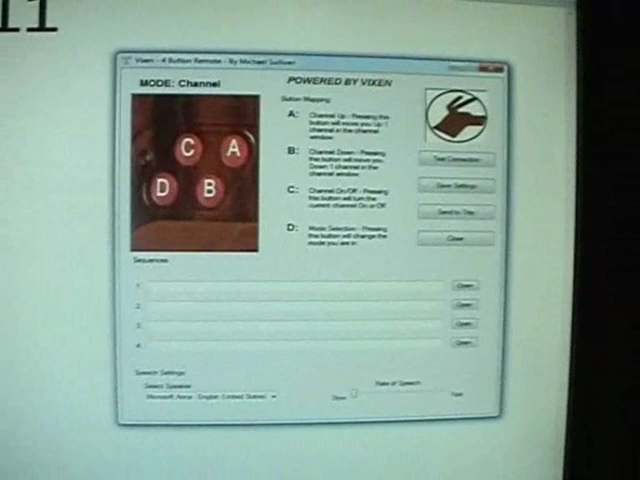 11
Vixen - 4 Button Remote - By Michael Sullivan
MODE: Channel
POWERED BY VIXEN
Button Mapping
C A
D B
A: Channel Up - Pressing this
button will move you Up 1
channel in the channel
window
B: Channel Down - Pressing
this button will move you
Down 1 channel in the
channel window
C: Channel On/Off - Pressing
this button will turn the
current channel On or Off
D: Mode Selection - Pressing
this button will change the
mode you are in
Test Connection
Save Settings
Send to Tray
Close
Sequences
1 Open
2 Open
3 Open
4 Open
Speech Settings
Select Speaker
Microsoft Anna - English (United States)
Rate of Speech
Slow Fast